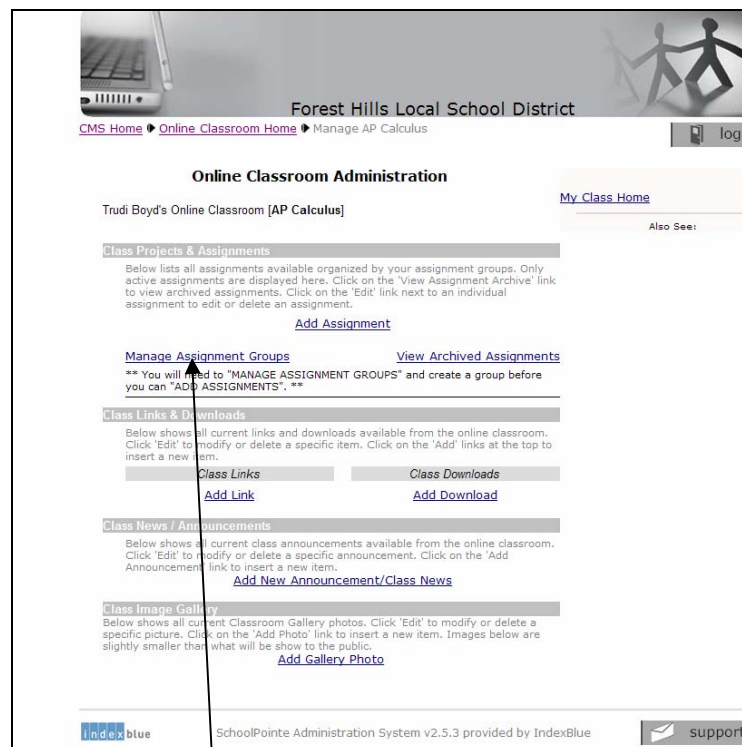 Forest Hills Local School District
CMS Home Online Classroom Home Manage AP Calculus
log
Online Classroom Administration
My Class Home
Trudi Boyd's Online Classroom [AP Calculus]
Also See:
Class Projects & Assignments
Below lists all assignments available organized by your assignment groups. Only
active assignments are displayed here. Click on the 'View Assignment Archive' link
to view archived assignments. Click on the 'Edit' link next to an individual
assignment to edit or delete an assignment.
Add Assignment
Manage Assignment Groups View Archived Assignments
** You will need to "MANAGE ASSIGNMENT GROUPS" and create a group before
you can "ADD ASSIGNMENTS". **
Class Links & Downloads
Below shows all current links and downloads available from the online classroom.
Click 'Edit' to modify or delete a specific item. Click on the 'Add' links at the top to
insert a new item.
Class Links Class Downloads
Add Link Add Download
Class News / Announcements
Below shows all current class announcements available from the online classroom.
Click 'Edit' to modify or delete a specific announcement. Click on the 'Add
Announcement' link to insert a new item.
Add New Announcement/Class News
Class Image Gallery
Below shows all current Classroom Gallery photos. Click 'Edit' to modify or delete a
specific picture. Click on the 'Add Photo' link to insert a new item. Images below are
slightly smaller than what will be show to the public.
Add Gallery Photo
indexblue SchoolPointe Administration System v2.5.3 provided by IndexBlue support